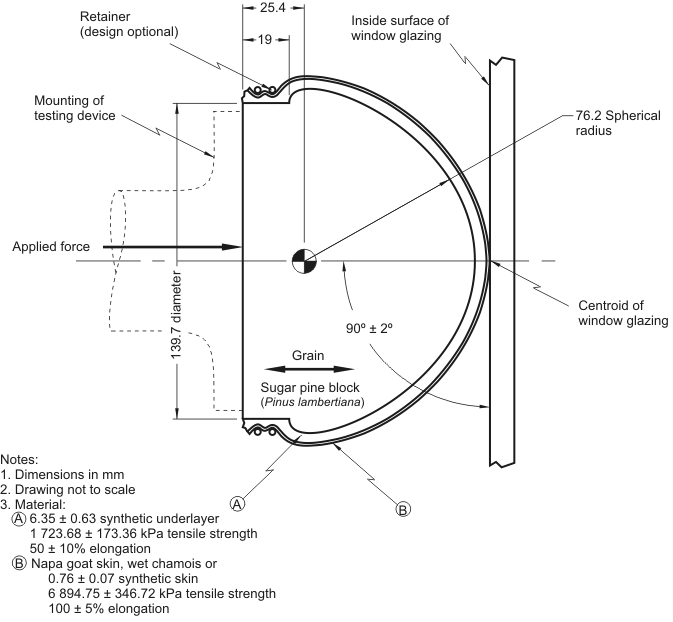 25.4
19
Retainer
(design optional)
Inside surface of
window glazing
Mounting of
testing device
76.2 Spherical
radius
Applied force
139.7 diameter
90º ± 2º
Centroid of
window glazing
Grain
Sugar pine block
(Pinus lambertiana)
A
B
Notes:
1. Dimensions in mm
2. Drawing not to scale
3. Material:
A 6.35 ± 0.63 synthetic underlayer
1 723.68 ± 173.36 kPa tensile strength
50 ± 10% elongation
B Napa goat skin, wet chamois or
0.76 ± 0.07 synthetic skin
6 894.75 ± 346.72 kPa tensile strength
100 ± 5% elongation